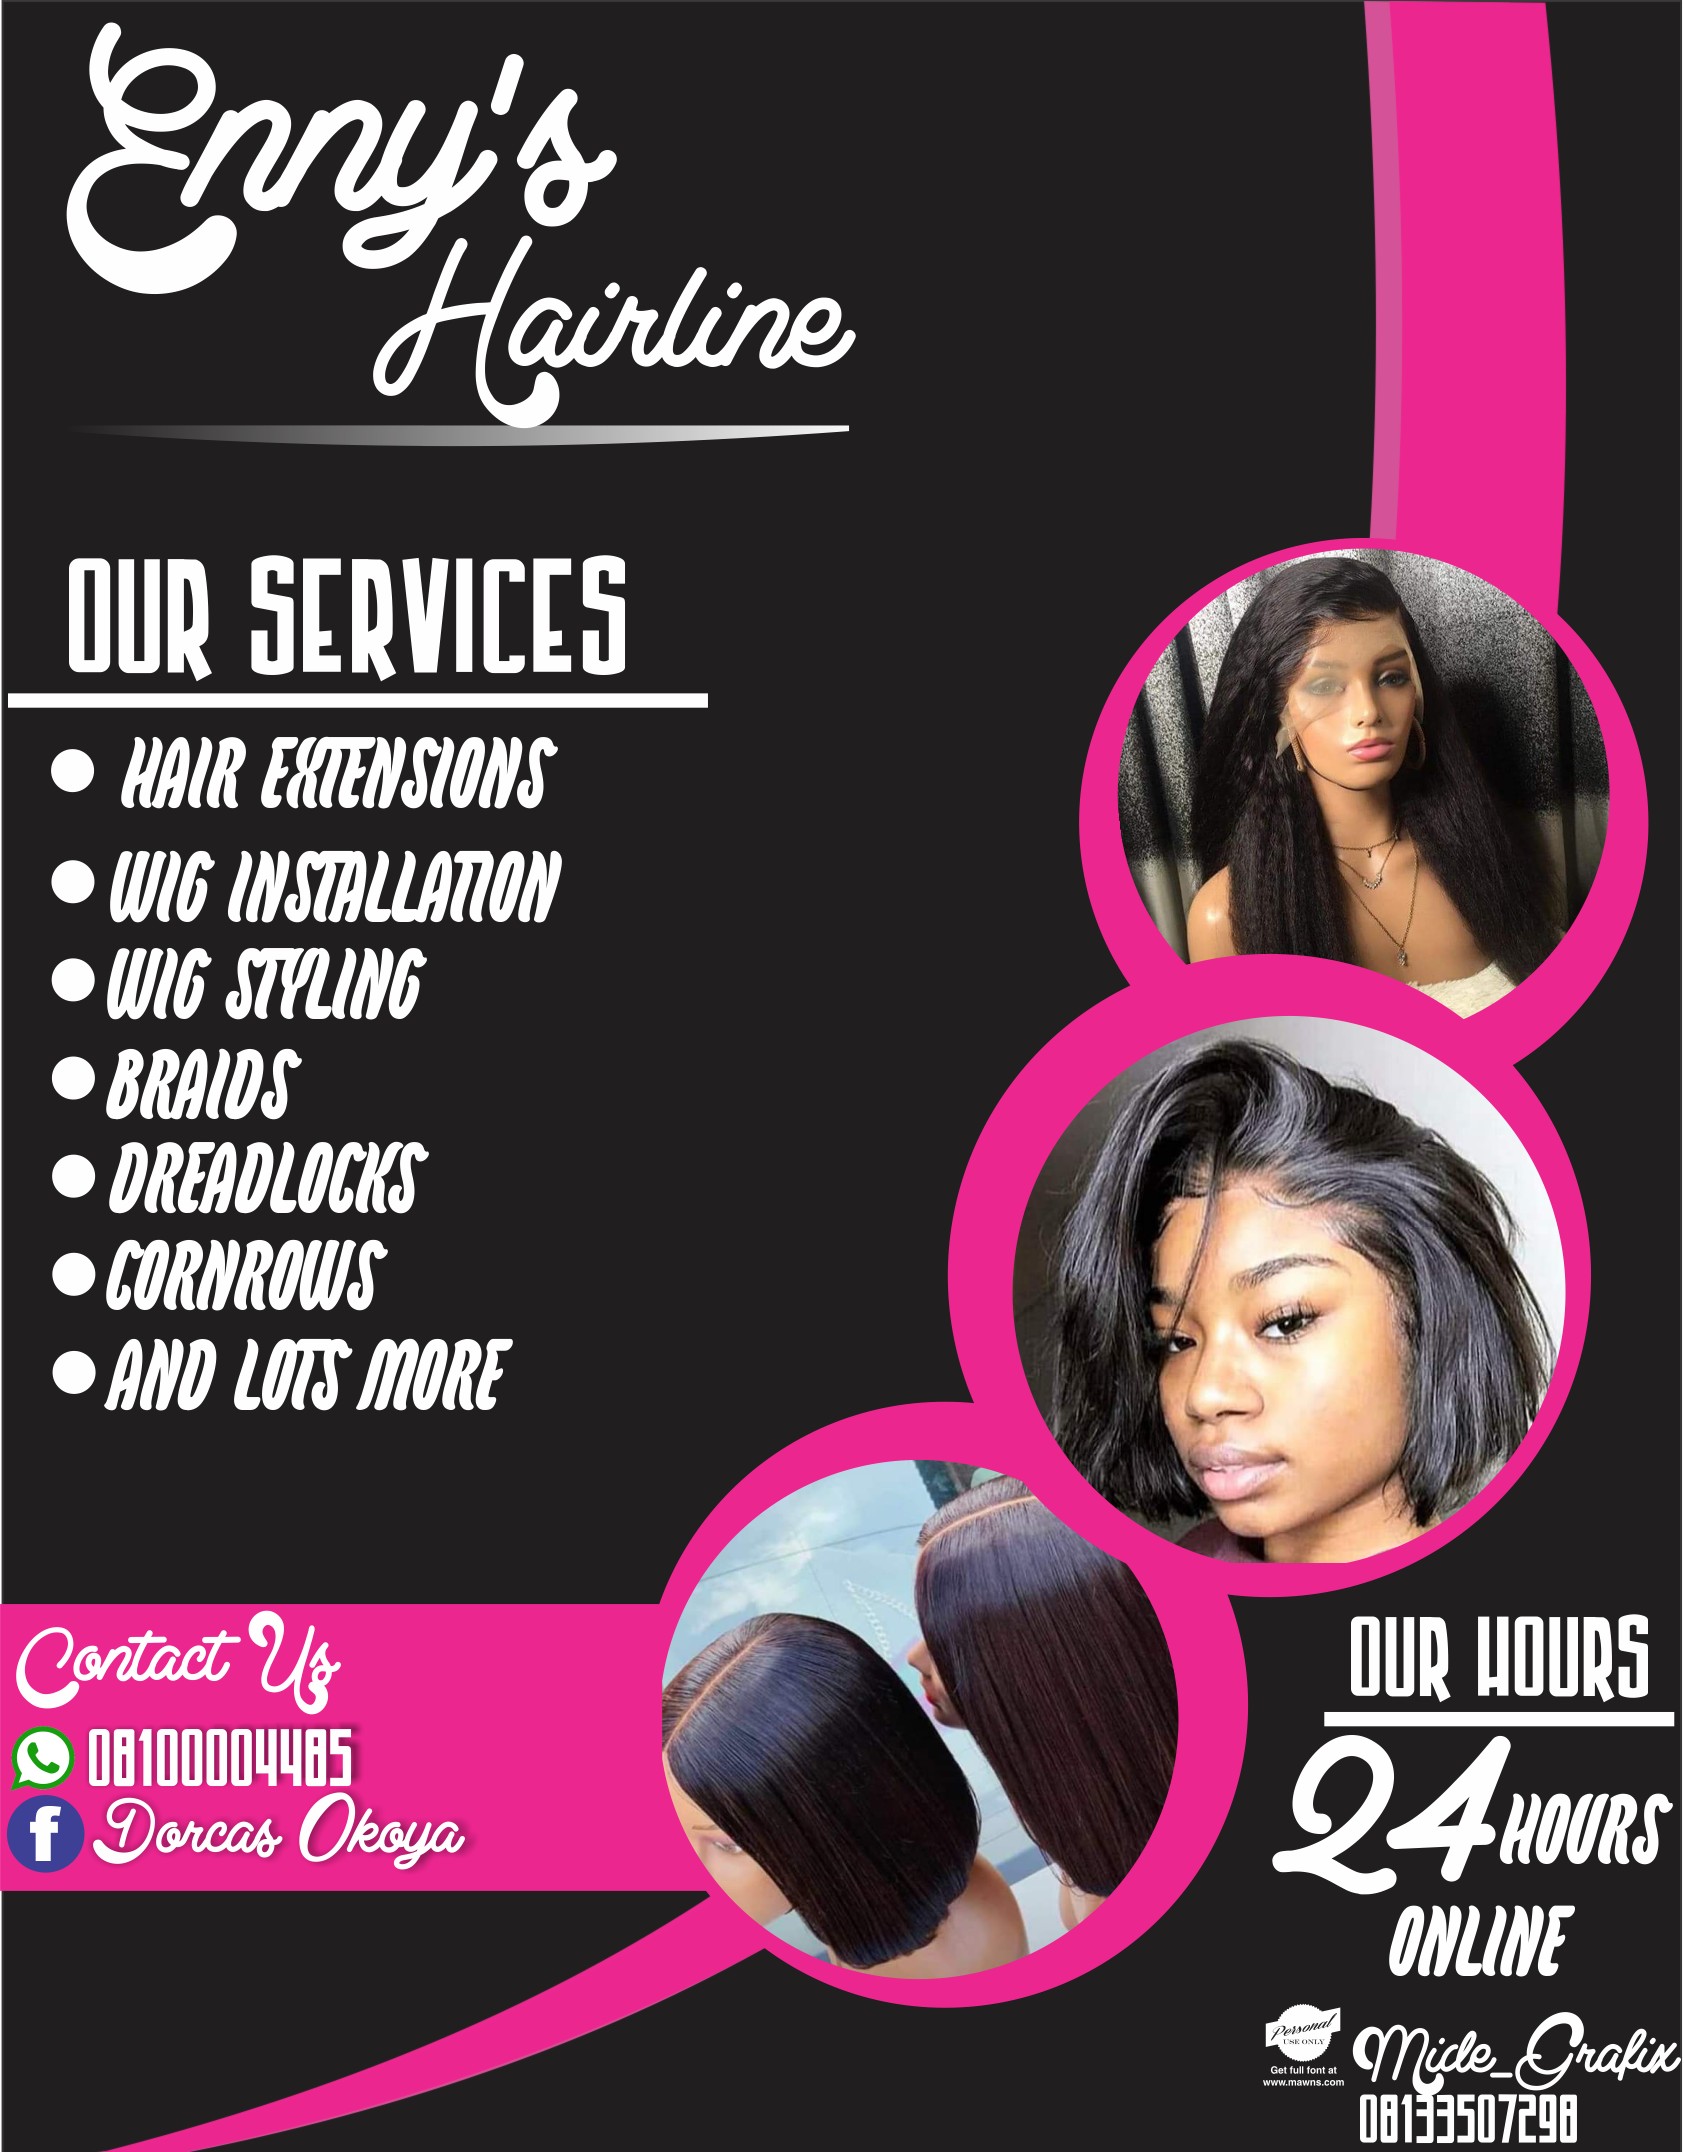 Enny's
Hairline
OUR SERVICES
HAIR EXTENSIONS
WIG INSTALLATION
WIG STYLING
BRAIDS
DREADLOCKS
CORNROWS
AND LOTS MORE
Contact Us
08100004485
Dorcas Okoya
OUR HOURS
24 HOURS
ONLINE
Personal
USE ONLY
Get full font at
www.mawns.com
Mide_Grafix
08133507298